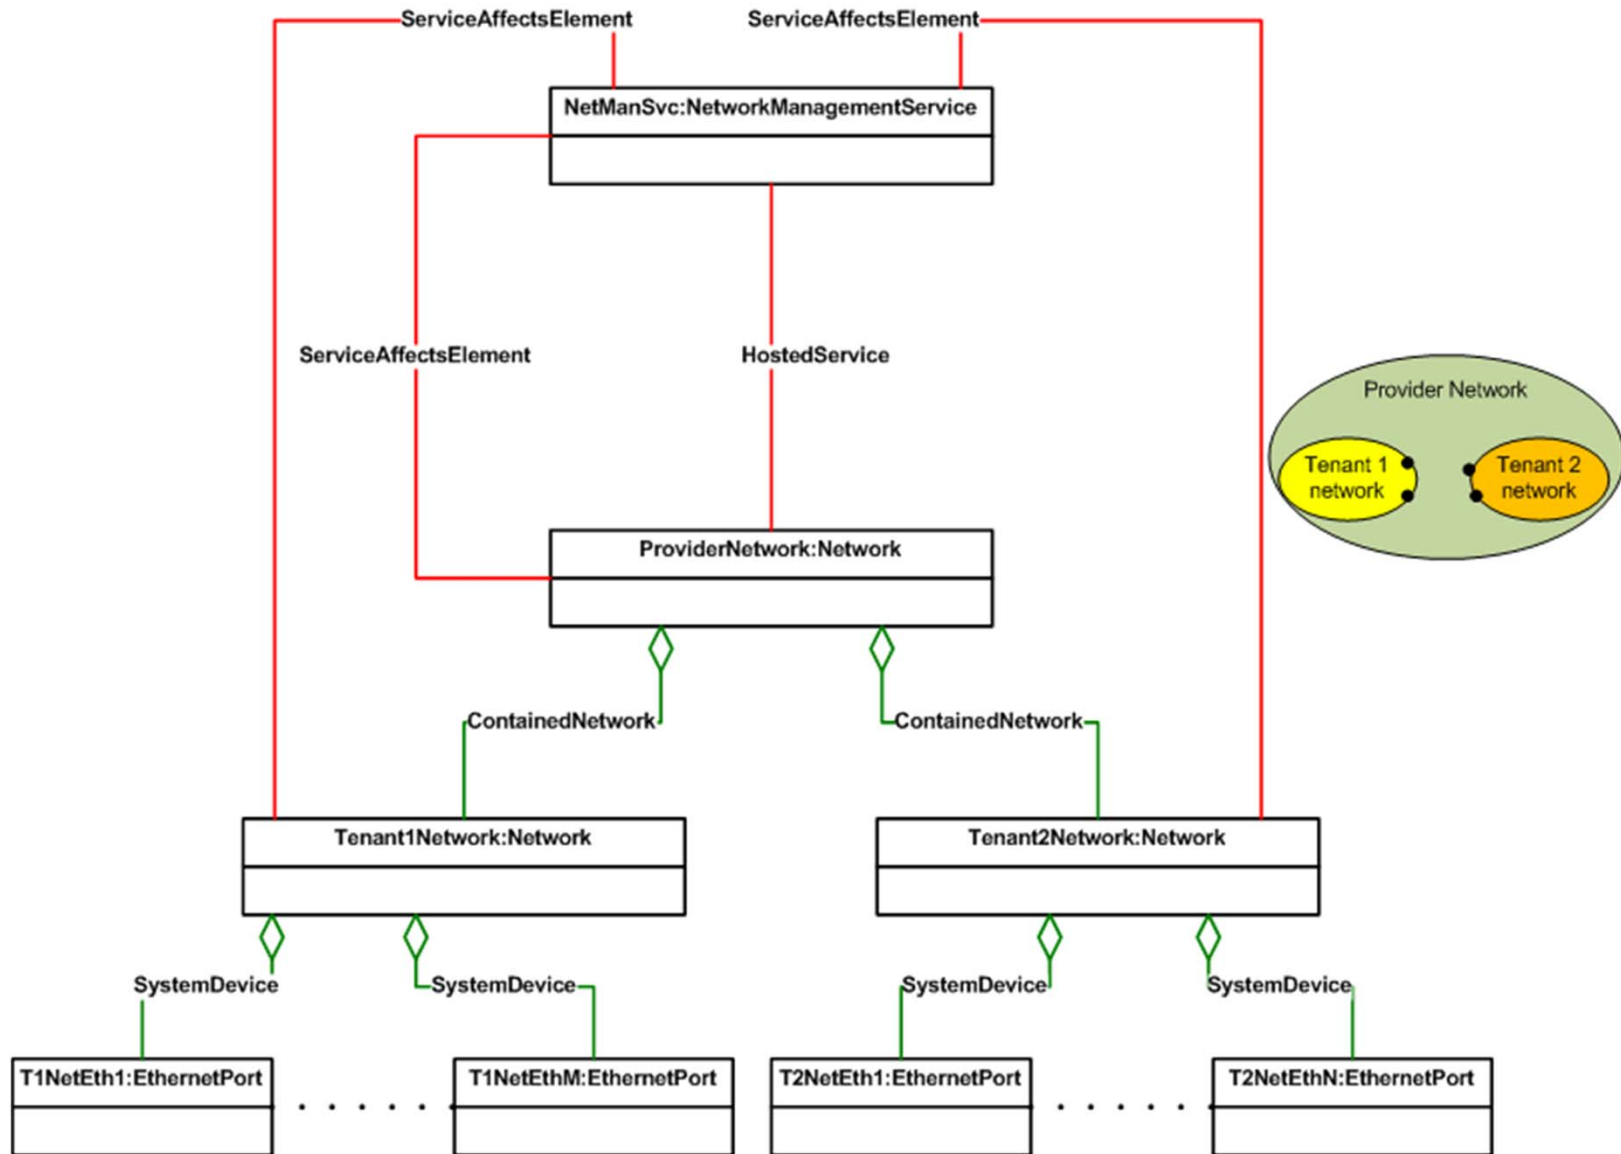 ServiceAffectsElement
ServiceAffectsElement
NetManSvc:NetworkManagementService
ServiceAffectsElement
HostedService
Provider Network
Tenant 1
network
Tenant 2
network
ProviderNetwork:Network
ContainedNetwork
ContainedNetwork
Tenant1Network:Network
Tenant2Network:Network
SystemDevice
SystemDevice
SystemDevice
SystemDevice
T1NetEth1:EthernetPort
T1NetEthM:EthernetPort
T2NetEth1:EthernetPort
T2NetEthN:EthernetPort